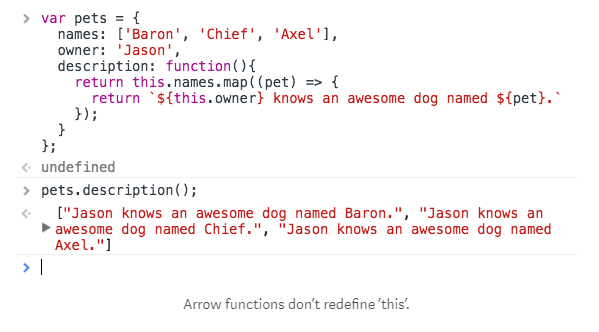 > var pets = {
names: ['Baron', 'Chief', 'Axel'],
owner: 'Jason',
description: function(){
return this.names.map((pet) => {
return `${this.owner} knows an awesome dog named ${pet}.`
});
}
};
undefined
> pets.description();
["Jason knows an awesome dog named Baron.", "Jason knows an
awesome dog named Chief.", "Jason knows an awesome dog named
Axel."]
>
Arrow functions don't redefine 'this'.